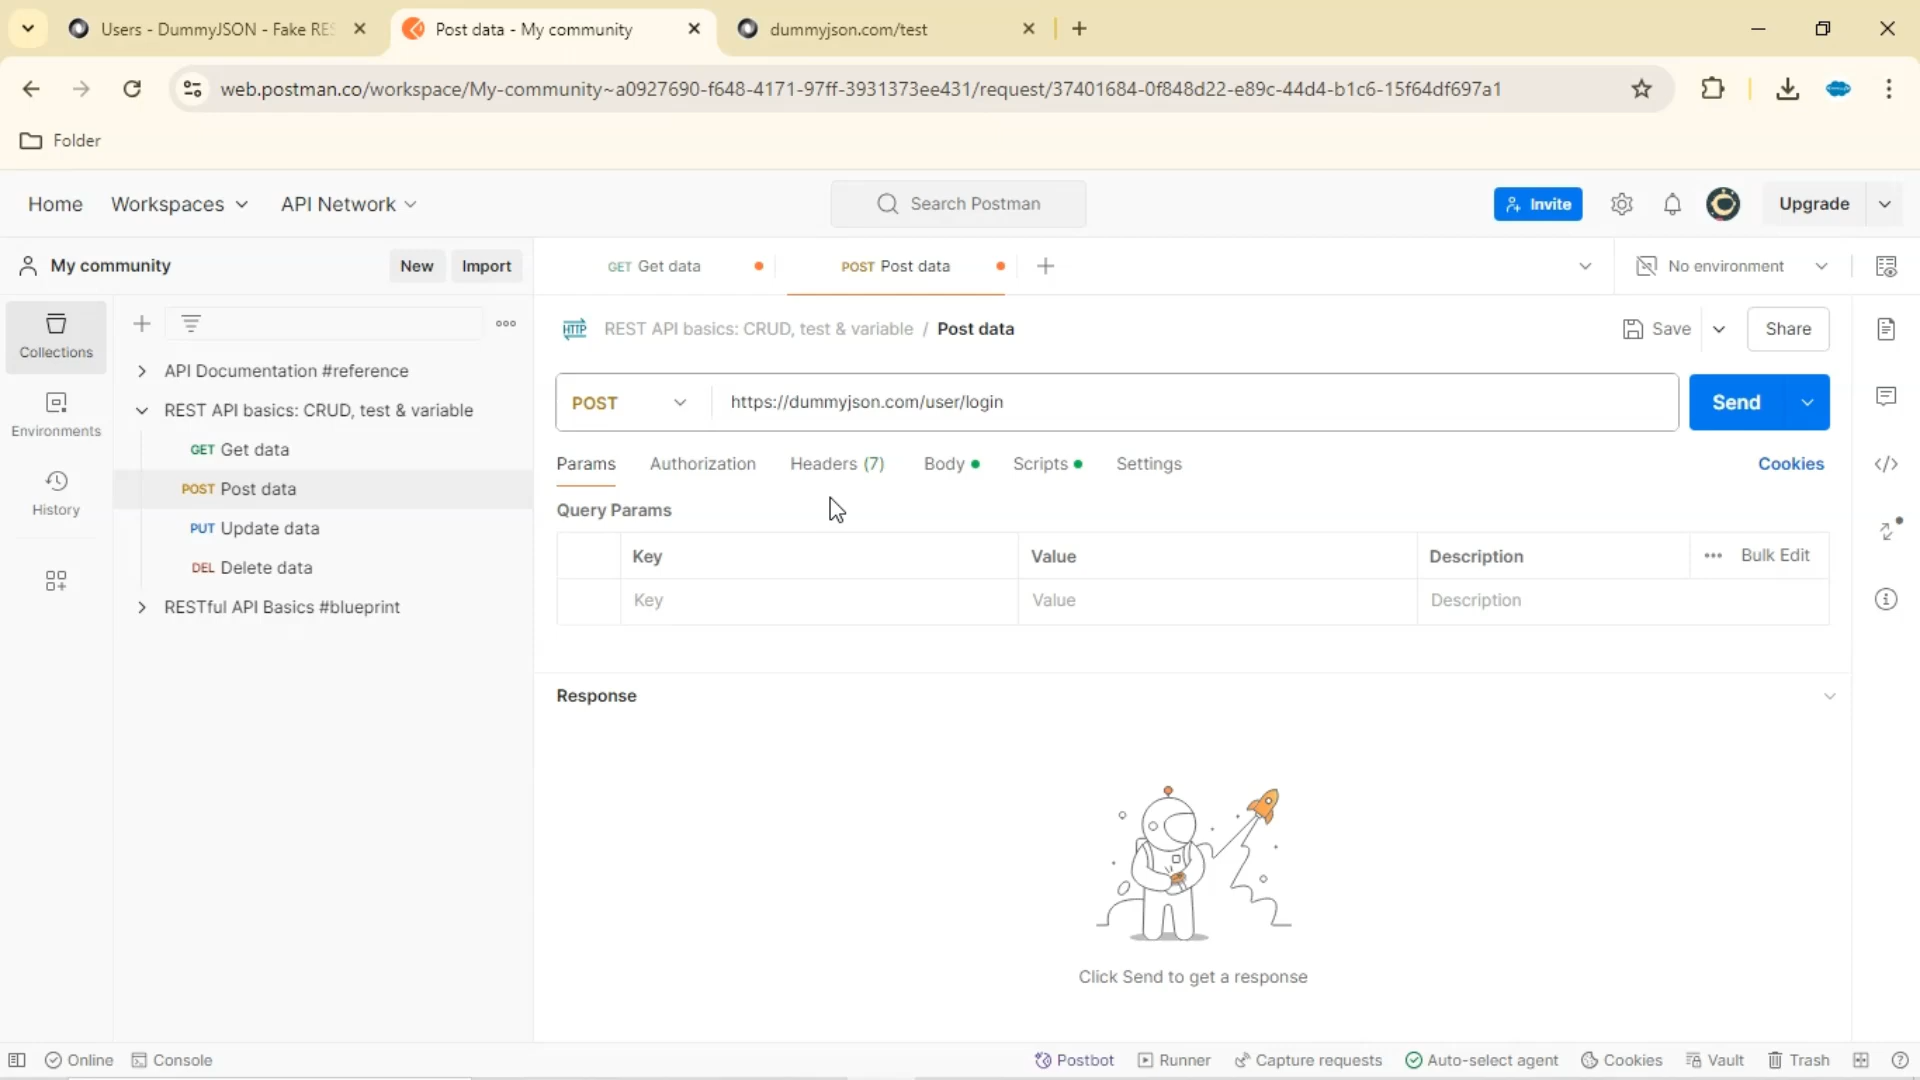 Users - DummyJSON - Fake RES
Post data - My community
dummyjson.com/test
web.postman.co/workspace/My-community~a0927690-f648-4171-97ff-3931373ee431/request/37401684-0f848d22-e89c-44d4-b1c6-15f64df697a1
Folder
Home
Workspaces
API Network
Search Postman
Invite
Upgrade
My community
New
Import
GET Get data
POST Post data
No environment
Collections
Environments
History
API Documentation #reference
REST API basics: CRUD, test & variable
GET Get data
POST Post data
PUT Update data
DEL Delete data
RESTful API Basics #blueprint
HTTP
REST API basics: CRUD, test & variable / Post data
Save
Share
POST
https://dummyjson.com/user/login
Send
Params
Authorization
Headers (7)
Body
Scripts
Settings
Cookies
Query Params
Key
Value
Description
Bulk Edit
Key
Value
Description
Response
Click Send to get a response
Online
Console
Postbot
Runner
Capture requests
Auto-select agent
Cookies
Vault
Trash